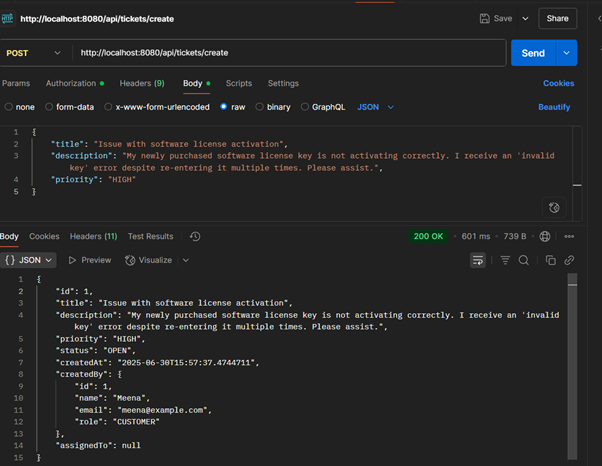 HTTP http://localhost:8080/api/tickets/create Save Share
POST http://localhost:8080/api/tickets/create Send
Params Authorization Headers (9) Body Scripts Settings Cookies
none form-data x-www-form-urlencoded raw binary GraphQL JSON Beautify
1 {
2 "title": "Issue with software license activation",
3 "description": "My newly purchased software license key is not activating correctly. I receive an 'invalid
key' error despite re-entering it multiple times. Please assist.",
4 "priority": "HIGH"
5 }
Body Cookies Headers (11) Test Results 200 OK • 601 ms • 739 B
{} JSON Preview Visualize
1 {
2 "id": 1,
3 "title": "Issue with software license activation",
4 "description": "My newly purchased software license key is not activating correctly. I receive an 'invalid
key' error despite re-entering it multiple times. Please assist.",
5 "priority": "HIGH",
6 "status": "OPEN",
7 "createdAt": "2025-06-30T15:57:37.4744711",
8 "createdBy": {
9 "id": 1,
10 "name": "Meena",
11 "email": "meena@example.com",
12 "role": "CUSTOMER"
13 },
14 "assignedTo": null
15 }